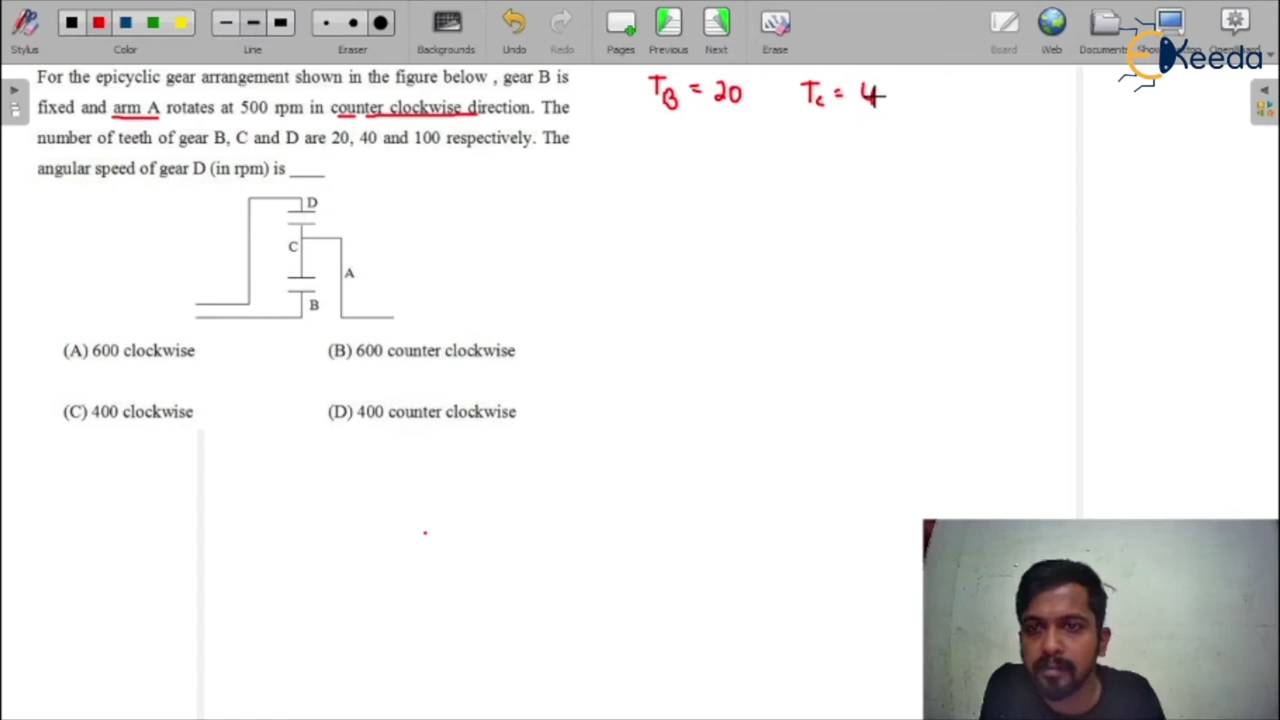 Stylus Color Line Eraser Backgrounds Undo Redo Pages Previous Next Erase Board Web Documents
Ekeeda
For the epicyclic gear arrangement shown in the figure below , gear B is
fixed and arm A rotates at 500 rpm in counter clockwise direction. The
number of teeth of gear B, C and D are 20, 40 and 100 respectively. The
angular speed of gear D (in rpm) is ____
T_B = 20 T_C = 4
D
C
A
B
(A) 600 clockwise (B) 600 counter clockwise
(C) 400 clockwise (D) 400 counter clockwise